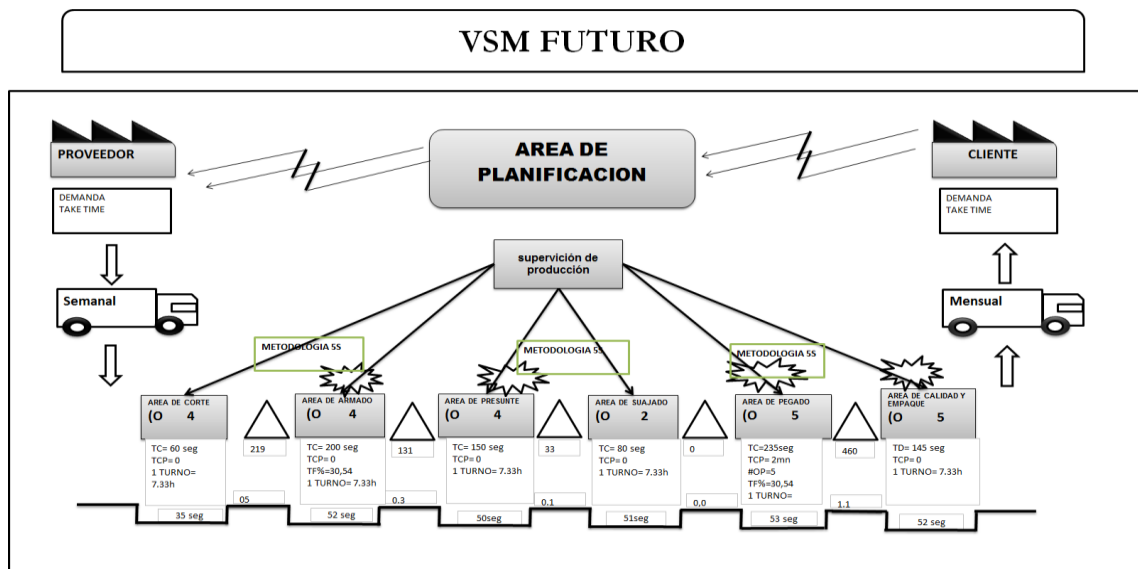 VSM FUTURO
PROVEEDOR
AREA DE
PLANIFICACION
CLIENTE
DEMANDA
TAKE TIME
DEMANDA
TAKE TIME
supervición de
producción
Semanal
Mensual
METODOLOGIA 5S
METODOLOGIA 5S
METODOLOGIA 5S
AREA DE CORTE
(O 4
AREA DE ARMADO
(O 4
AREA DE PRESUNTE
(O 4
AREA DE SUAJADO
(O 2
AREA DE PEGADO
(O 5
AREA DE CALIDAD Y
EMPAQUE
(O 5
TC= 60 seg
TCP= 0
1 TURNO=
7.33h
219
TC= 200 seg
TCP= 0
TF%=30,54
1 TURNO= 7.33h
131
TC= 150 seg
TCP= 0
1 TURNO= 7.33h
33
TC= 80 seg
TCP= 0
1 TURNO= 7.33h
0
TC=235seg
TCP= 2mn
#OP=5
TF%=30,54
1 TURNO=
460
TD= 145 seg
TCP= 0
1 TURNO= 7.33h
05
0.3
0.1
0,0
1.1
35 seg
52 seg
50seg
51seg
53 seg
52 seg